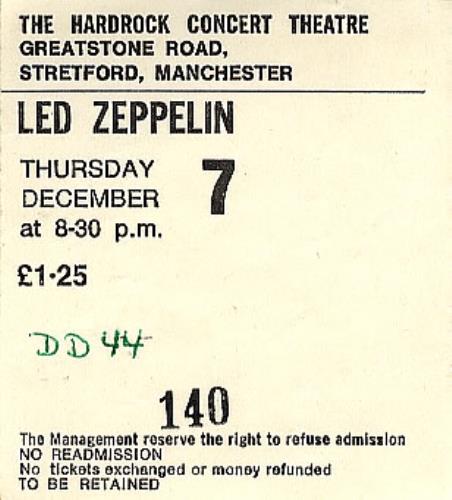 THE HARDROCK CONCERT THEATRE
GREATSTONE ROAD,
STRETFORD, MANCHESTER
LED ZEPPELIN
THURSDAY 7
DECEMBER
at 8-30 p.m.
£1·25
DD 44
140
The Management reserve the right to refuse admission
NO READMISSION
No tickets exchanged or money refunded
TO BE RETAINED